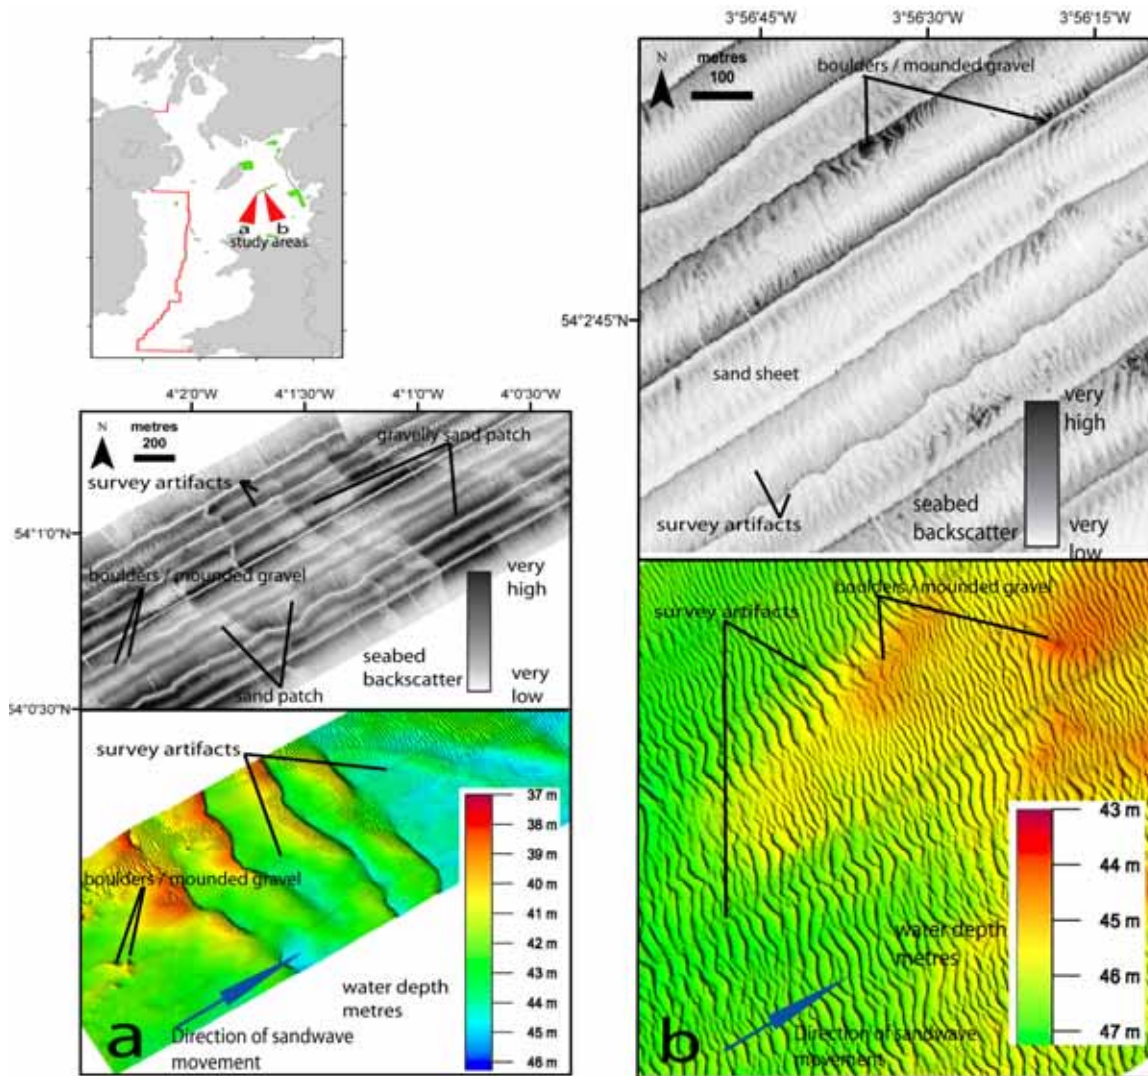 3°56'45"W 3°56'30"W 3°56'15"W
N
metres
100
boulders / mounded gravel
a b
study areas
54°2'45"N
sand sheet
very
high
seabed
backscatter
very
low
survey artifacts
4°2'0"W 4°1'30"W 4°1'0"W 4°0'30"W
N
metres
200
gravelly sand patch
survey artifacts
54°1'0"N
boulders / mounded gravel
very
high
seabed
backscatter
very
low
sand patch
54°0'30"N
survey artifacts
boulders / mounded gravel
37 m
38 m
39 m
40 m
41 m
42 m
43 m
44 m
45 m
46 m
water depth
metres
a
Direction of sandwave
movement
boulders / mounded gravel
survey artifacts
43 m
44 m
45 m
46 m
47 m
water depth
metres
b
Direction of sandwave
movement